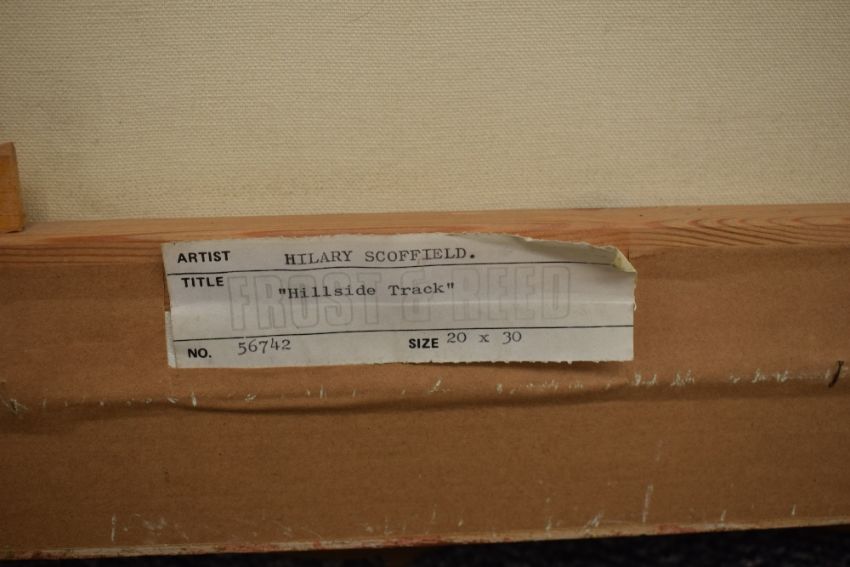 ARTIST HILARY SCOFFIELD.
TITLE "Hillside Track"
FROST & REED
NO. 56742 SIZE 20 x 30